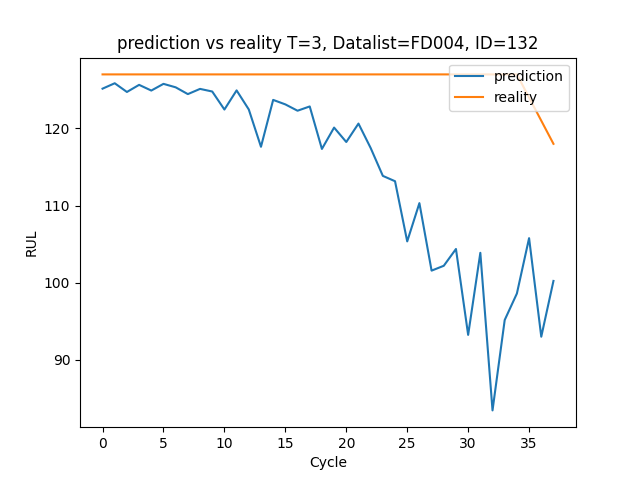 prediction vs reality T=3, Datalist=FD004, ID=132
prediction
reality
120
110
100
90
RUL
0 5 10 15 20 25 30 35
Cycle